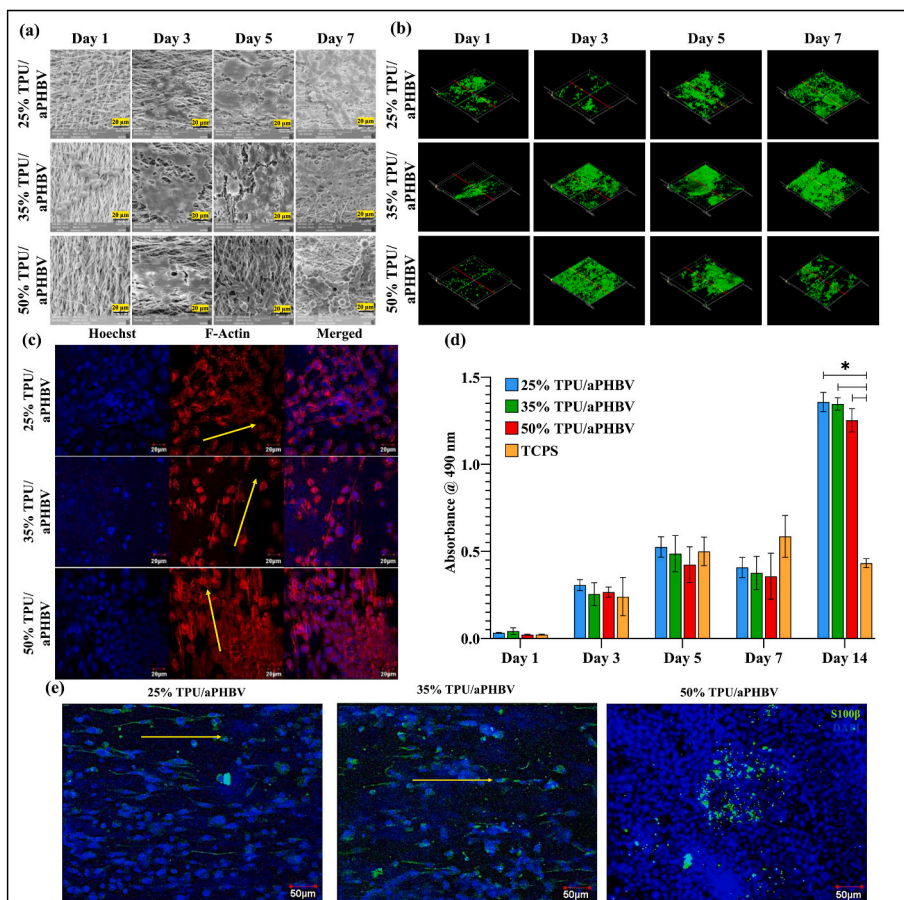 (a)
Day 1 Day 3 Day 5 Day 7
25% TPU/
aPHBV
20 µm 20 µm 20 µm 20 µm
35% TPU/
aPHBV
20 µm 20 µm 20 µm 20 µm
50% TPU/
aPHBV
20 µm 20 µm 20 µm 20 µm
(b)
Day 1 Day 3 Day 5 Day 7
25% TPU/
aPHBV
35% TPU/
aPHBV
50% TPU/
aPHBV
(c)
Hoechst F-Actin Merged
25% TPU/
aPHBV
20µm 20µm 20µm
35% TPU/
aPHBV
20µm 20µm 20µm
50% TPU/
aPHBV
20µm 20µm 20µm
(d)
*
25% TPU/aPHBV
35% TPU/aPHBV
50% TPU/aPHBV
TCPS
Absorbance @ 490 nm
1.5
1.0
0.5
0.0
Day 1 Day 3 Day 5 Day 7 Day 14
(e)
25% TPU/aPHBV 35% TPU/aPHBV 50% TPU/aPHBV
S100β
DAPI
50µm 50µm 50µm